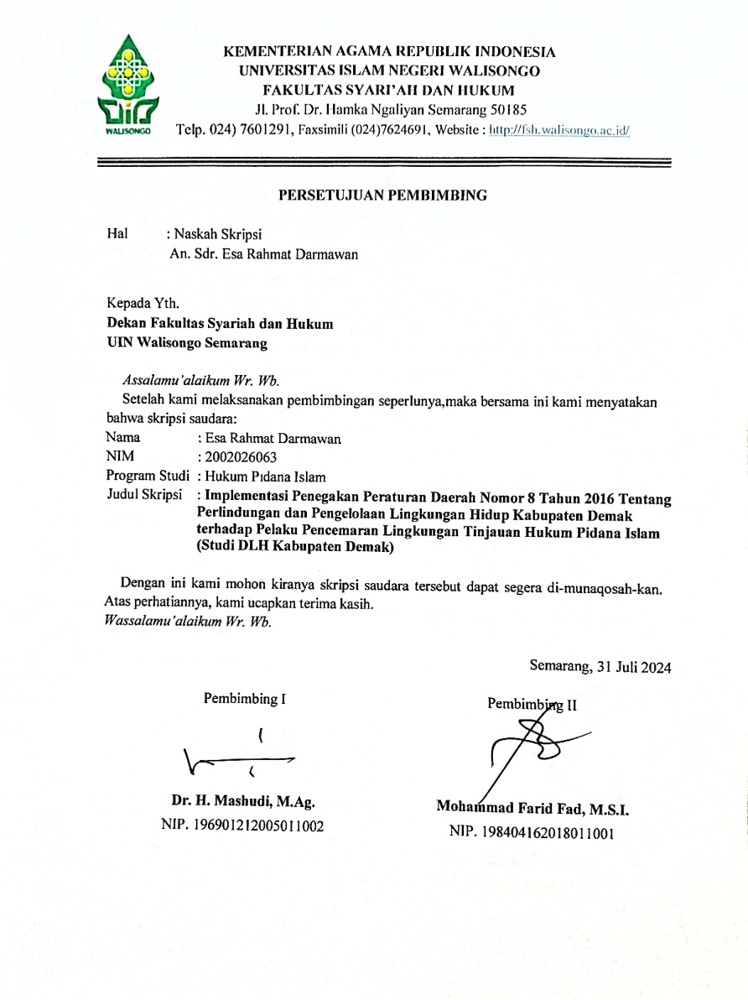 KEMENTERIAN AGAMA REPUBLIK INDONESIA
UNIVERSITAS ISLAM NEGERI WALISONGO
FAKULTAS SYARI'AH DAN HUKUM
Jl. Prof. Dr. Hamka Ngaliyan Semarang 50185
Telp. 024) 7601291, Faxsimili (024)7624691, Website : http://fsh.walisongo.ac.id/
WALISONGO
PERSETUJUAN PEMBIMBING
Hal : Naskah Skripsi
An. Sdr. Esa Rahmat Darmawan
Kepada Yth.
Dekan Fakultas Syariah dan Hukum
UIN Walisongo Semarang
Assalamu'alaikum Wr. Wb.
Setelah kami melaksanakan pembimbingan seperlunya,maka bersama ini kami menyatakan
bahwa skripsi saudara:
Nama : Esa Rahmat Darmawan
NIM : 2002026063
Program Studi : Hukum Pidana Islam
Judul Skripsi : Implementasi Penegakan Peraturan Daerah Nomor 8 Tahun 2016 Tentang
Perlindungan dan Pengelolaan Lingkungan Hidup Kabupaten Demak
terhadap Pelaku Pencemaran Lingkungan Tinjauan Hukum Pidana Islam
(Studi DLH Kabupaten Demak)
Dengan ini kami mohon kiranya skripsi saudara tersebut dapat segera di-munaqosah-kan.
Atas perhatiannya, kami ucapkan terima kasih.
Wassalamu'alaikum Wr. Wb.
Semarang, 31 Juli 2024
Pembimbing I
Pembimbing II
Dr. H. Mashudi, M.Ag.
NIP. 196901212005011002
Mohammad Farid Fad, M.S.I.
NIP. 198404162018011001